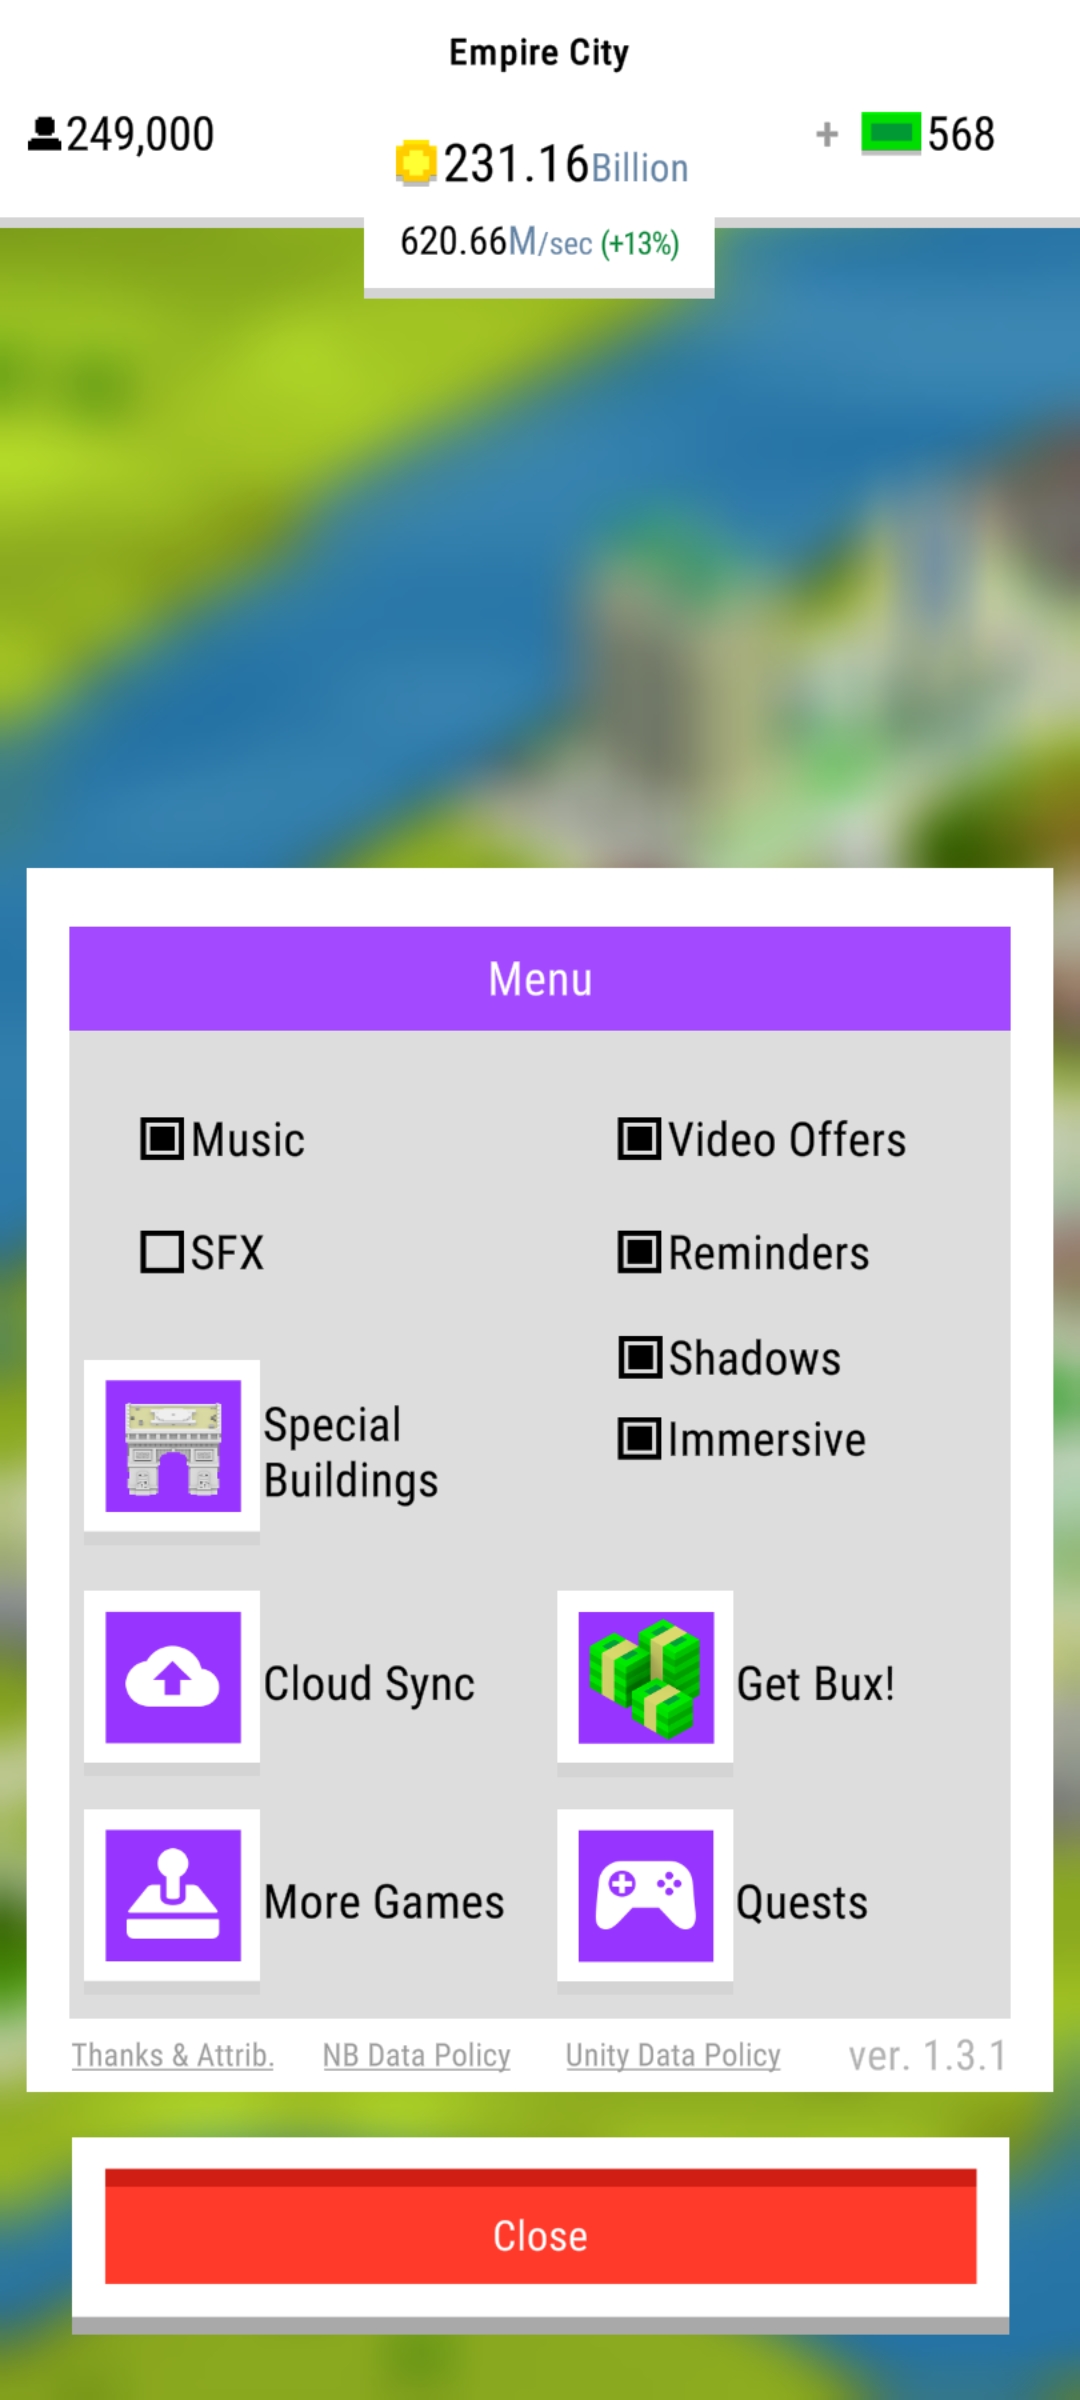 Empire City
249,000
231.16Billion
+ 568
620.66M/sec (+13%)
Menu
Music
Video Offers
SFX
Reminders
Shadows
Immersive
Special
Buildings
Cloud Sync
Get Bux!
More Games
Quests
Thanks & Attrib.
NB Data Policy
Unity Data Policy
ver. 1.3.1
Close